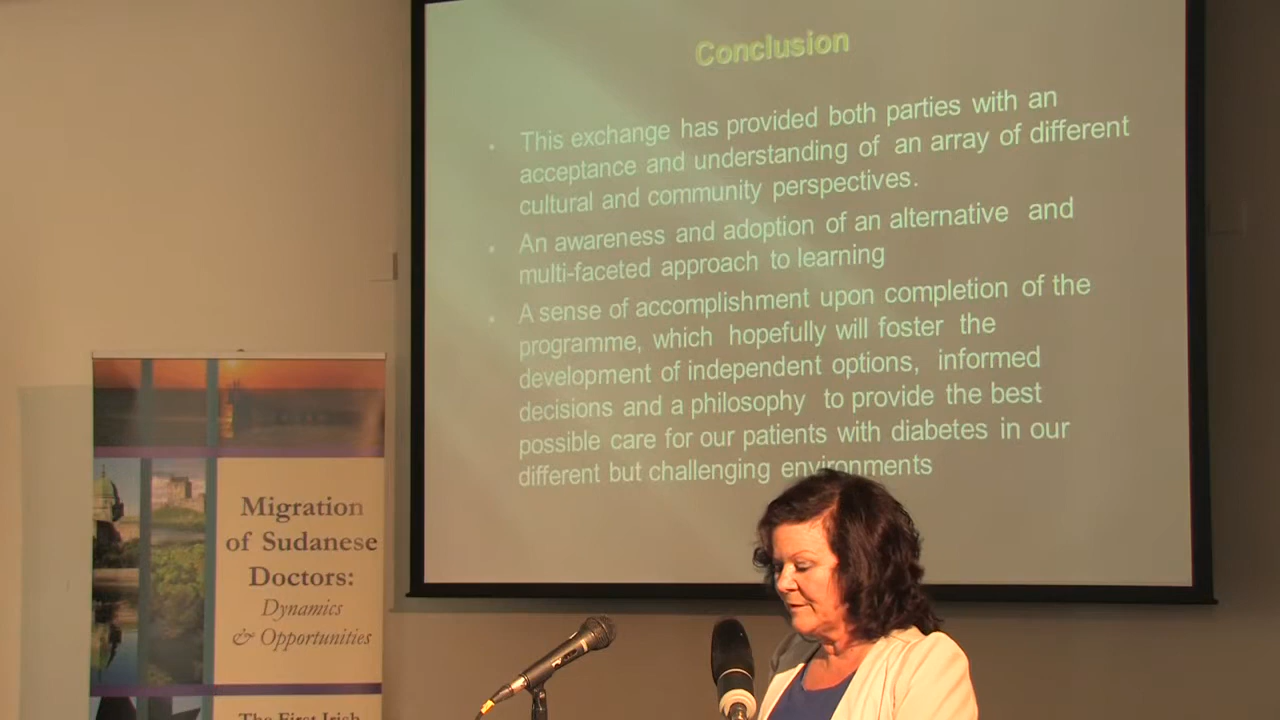 Conclusion
This exchange has provided both parties with an
acceptance and understanding of an array of different
cultural and community perspectives.
An awareness and adoption of an alternative and
multi-faceted approach to learning
A sense of accomplishment upon completion of the
programme, which hopefully will foster the
development of independent options, informed
decisions and a philosophy to provide the best
possible care for our patients with diabetes in our
different but challenging environments
Migration
of Sudanese
Doctors:
Dynamics
& Opportunities
The First Irish